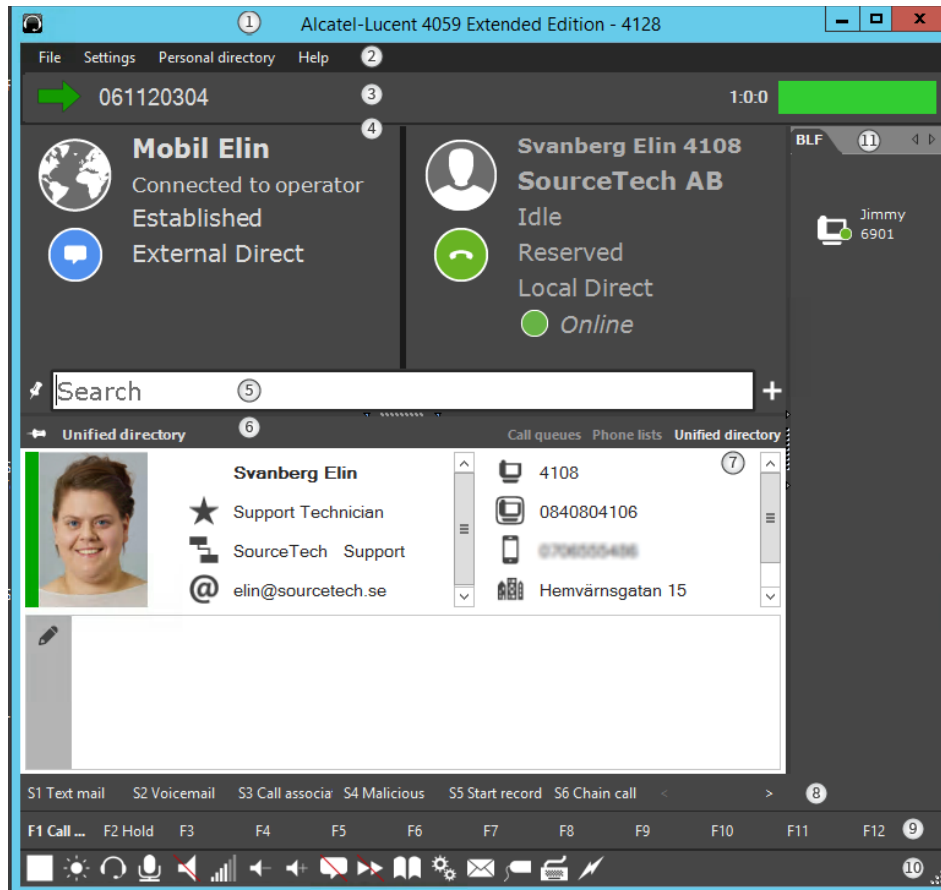 ① Alcatel-Lucent 4059 Extended Edition - 4128
File Settings Personal directory Help ②
061120304 ③ 1:0:0
④
Mobil Elin
Connected to operator
Established
External Direct
Svanberg Elin 4108
SourceTech AB
Idle
Reserved
Local Direct
Online
BLF ⑪
Jimmy
6901
Search ⑤
Unified directory ⑥ Call queues Phone lists Unified directory
⑦
Svanberg Elin
Support Technician
SourceTech Support
elin@sourcetech.se
4108
0840804106
Hemvärnsgatan 15
S1 Text mail S2 Voicemail S3 Call associa S4 Malicious S5 Start record S6 Chain call < > ⑧
F1 Call ... F2 Hold F3 F4 F5 F6 F7 F8 F9 F10 F11 F12 ⑨
⑩